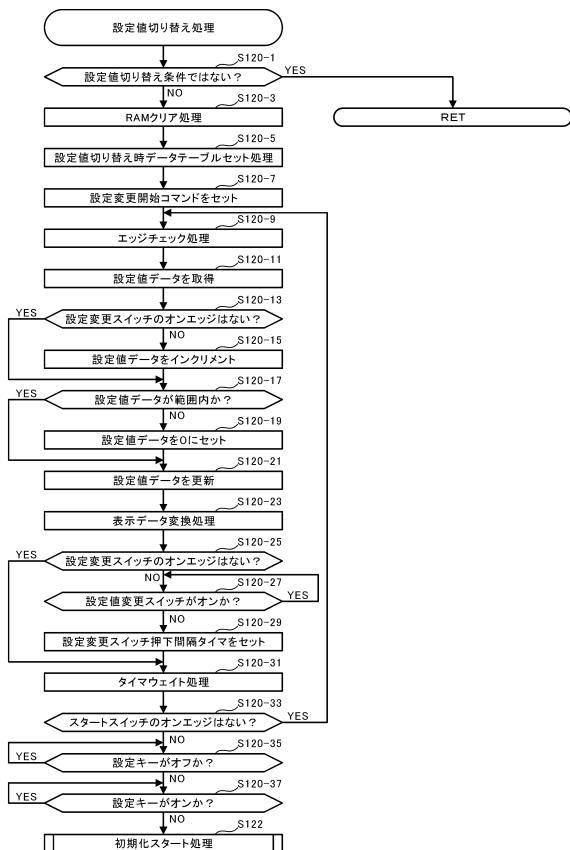 設定値切り替え処理
S120-1
設定値切り替え条件ではない？
YES
NO
RET
S120-3
RAMクリア処理
S120-5
設定値切り替え時データテーブルセット処理
S120-7
設定変更開始コマンドをセット
S120-9
エッジチェック処理
S120-11
設定値データを取得
S120-13
YES
設定変更スイッチのオンエッジはない？
NO
S120-15
設定値データをインクリメント
S120-17
YES
設定値データが範囲内か？
NO
S120-19
設定値データを0にセット
S120-21
設定値データを更新
S120-23
表示データ変換処理
S120-25
YES
設定変更スイッチのオンエッジはない？
NO
S120-27
設定値変更スイッチがオンか？
YES
NO
S120-29
設定変更スイッチ押下間隔タイマをセット
S120-31
タイマウェイト処理
S120-33
スタートスイッチのオンエッジはない？
YES
NO
S120-35
設定キーがオフか？
YES
NO
S120-37
設定キーがオンか？
YES
NO
S122
初期化スタート処理